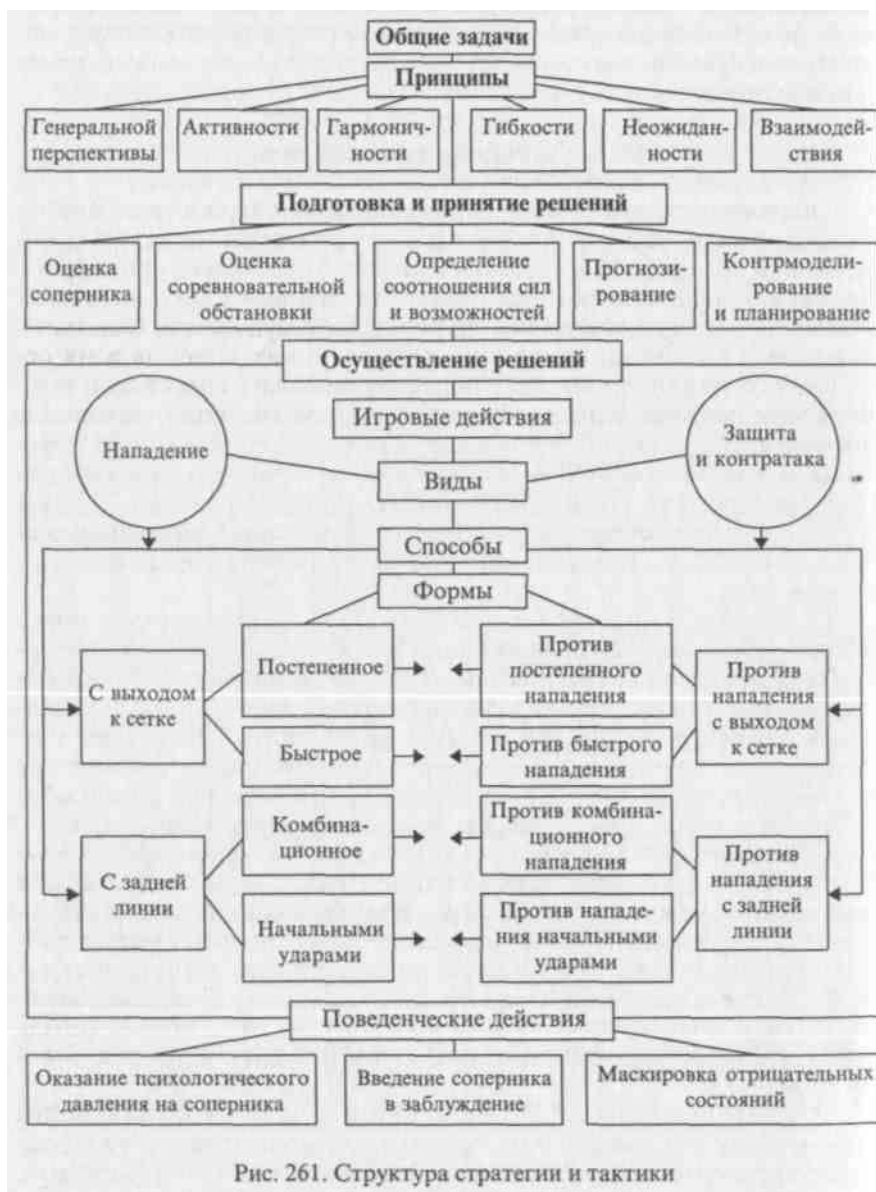 Общие задачи
Принципы
Генеральной
перспективы
Активности
Гармонич-
ности
Гибкости
Неожидан-
ности
Взаимодей-
ствия
Подготовка и принятие решений
Оценка
соперника
Оценка
соревновательной
обстановки
Определение
соотношения сил
и возможностей
Прогнози-
рование
Контрмодели-
рование
и планирование
Осуществление решений
Игровые действия
Нападение
Защита
и контратака
Виды
Способы
Формы
С выходом
к сетке
Постепенное
Против
постепенного
нападения
Против
нападения
с выходом
к сетке
Быстрое
Против быстрого
нападения
С задней
линии
Комбина-
ционное
Против комбина-
ционного
нападения
Против
нападения
с задней
линии
Начальными
ударами
Против нападе-
ния начальными
ударами
Поведенческие действия
Оказание психологического
давления на соперника
Введение соперника
в заблуждение
Маскировка отрицательных
состояний
Рис. 261. Структура стратегии и тактики